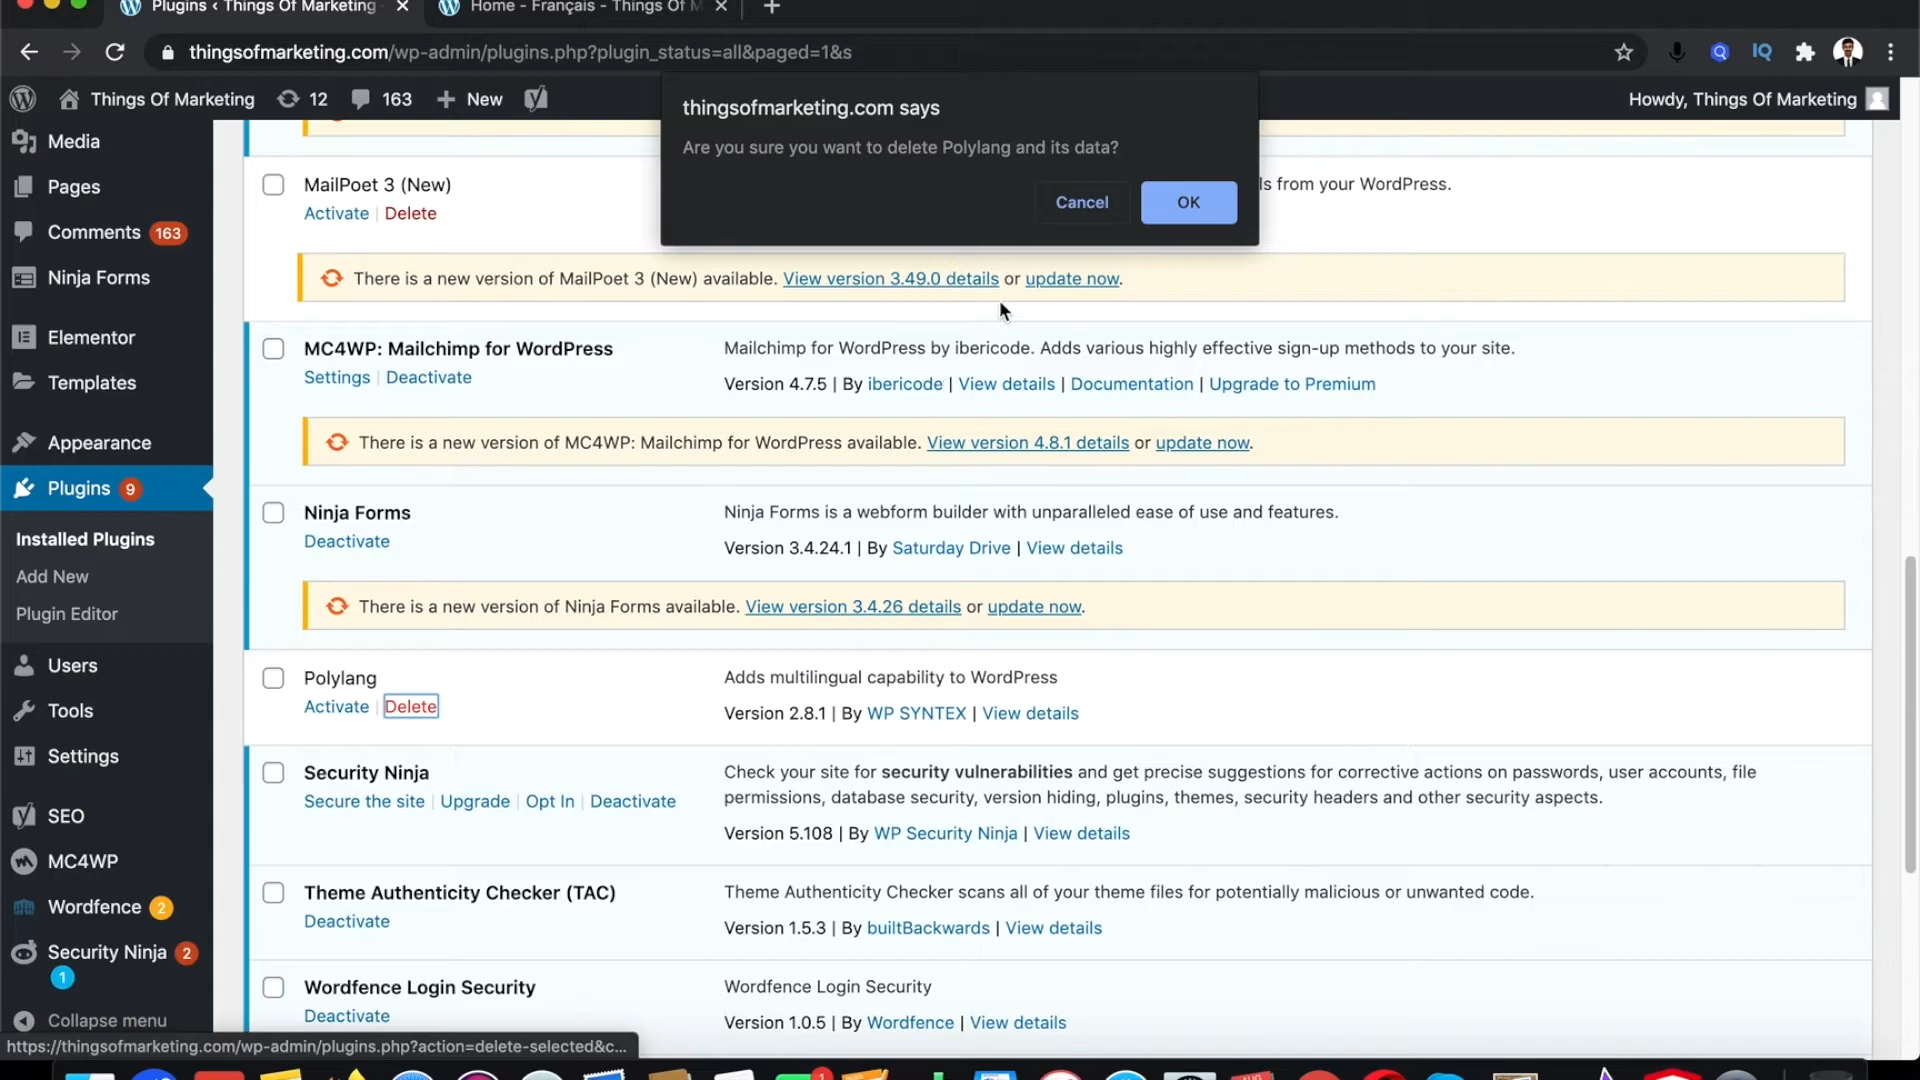 Plugins ‹ Things Of Marketing
Home - Français - Things Of M
thingsofmarketing.com/wp-admin/plugins.php?plugin_status=all&paged=1&s
IQ
Things Of Marketing
12
163
New
Howdy, Things Of Marketing
thingsofmarketing.com says
Are you sure you want to delete Polylang and its data?
Cancel
OK
Media
Pages
Comments 163
Ninja Forms
Elementor
Templates
Appearance
Plugins 9
Installed Plugins
Add New
Plugin Editor
Users
Tools
Settings
SEO
MC4WP
Wordfence 2
Security Ninja 2
1
Collapse menu
MailPoet 3 (New)
ls from your WordPress.
Activate | Delete
There is a new version of MailPoet 3 (New) available. View version 3.49.0 details or update now.
MC4WP: Mailchimp for WordPress
Mailchimp for WordPress by ibericode. Adds various highly effective sign-up methods to your site.
Settings | Deactivate
Version 4.7.5 | By ibericode | View details | Documentation | Upgrade to Premium
There is a new version of MC4WP: Mailchimp for WordPress available. View version 4.8.1 details or update now.
Ninja Forms
Ninja Forms is a webform builder with unparalleled ease of use and features.
Deactivate
Version 3.4.24.1 | By Saturday Drive | View details
There is a new version of Ninja Forms available. View version 3.4.26 details or update now.
Polylang
Adds multilingual capability to WordPress
Activate | Delete
Version 2.8.1 | By WP SYNTEX | View details
Security Ninja
Check your site for security vulnerabilities and get precise suggestions for corrective actions on passwords, user accounts, file
permissions, database security, version hiding, plugins, themes, security headers and other security aspects.
Secure the site | Upgrade | Opt In | Deactivate
Version 5.108 | By WP Security Ninja | View details
Theme Authenticity Checker (TAC)
Theme Authenticity Checker scans all of your theme files for potentially malicious or unwanted code.
Deactivate
Version 1.5.3 | By builtBackwards | View details
Wordfence Login Security
Wordfence Login Security
Deactivate
Version 1.0.5 | By Wordfence | View details
https://thingsofmarketing.com/wp-admin/plugins.php?action=delete-selected&c...
1